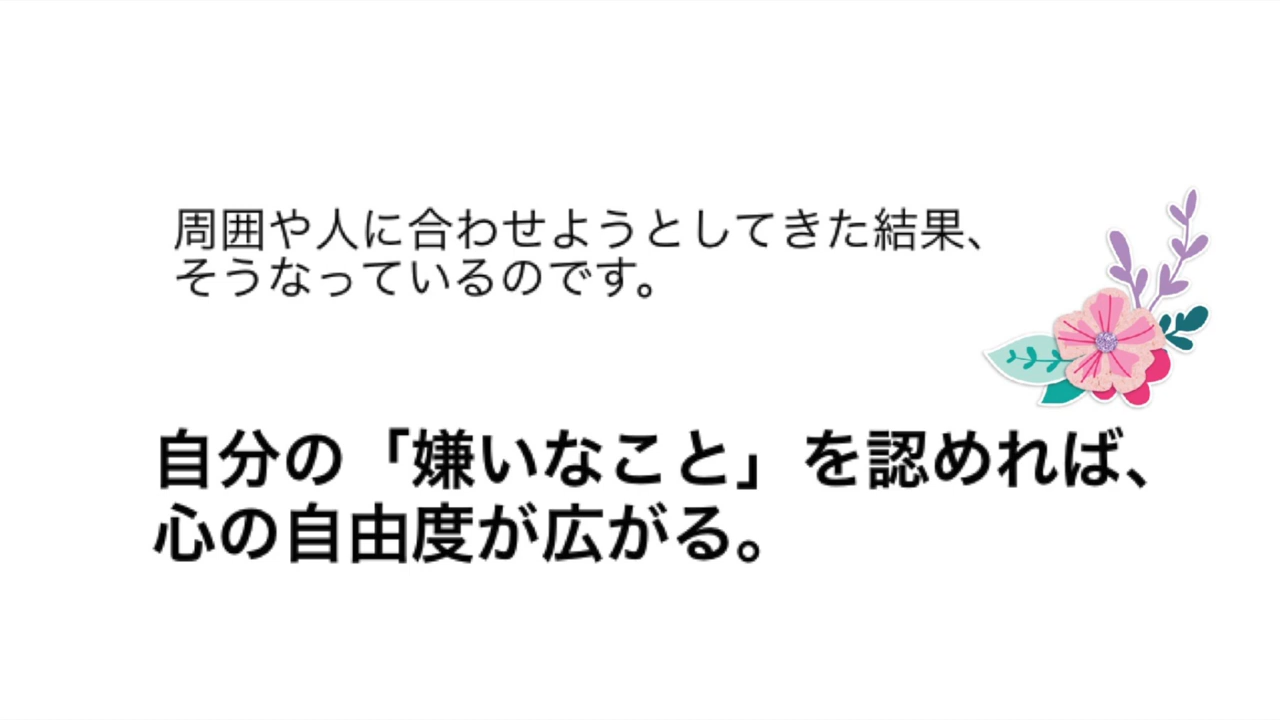 周囲や人に合わせようとしてきた結果、
そうなっているのです。
自分の「嫌いなこと」を認めれば、
心の自由度が広がる。